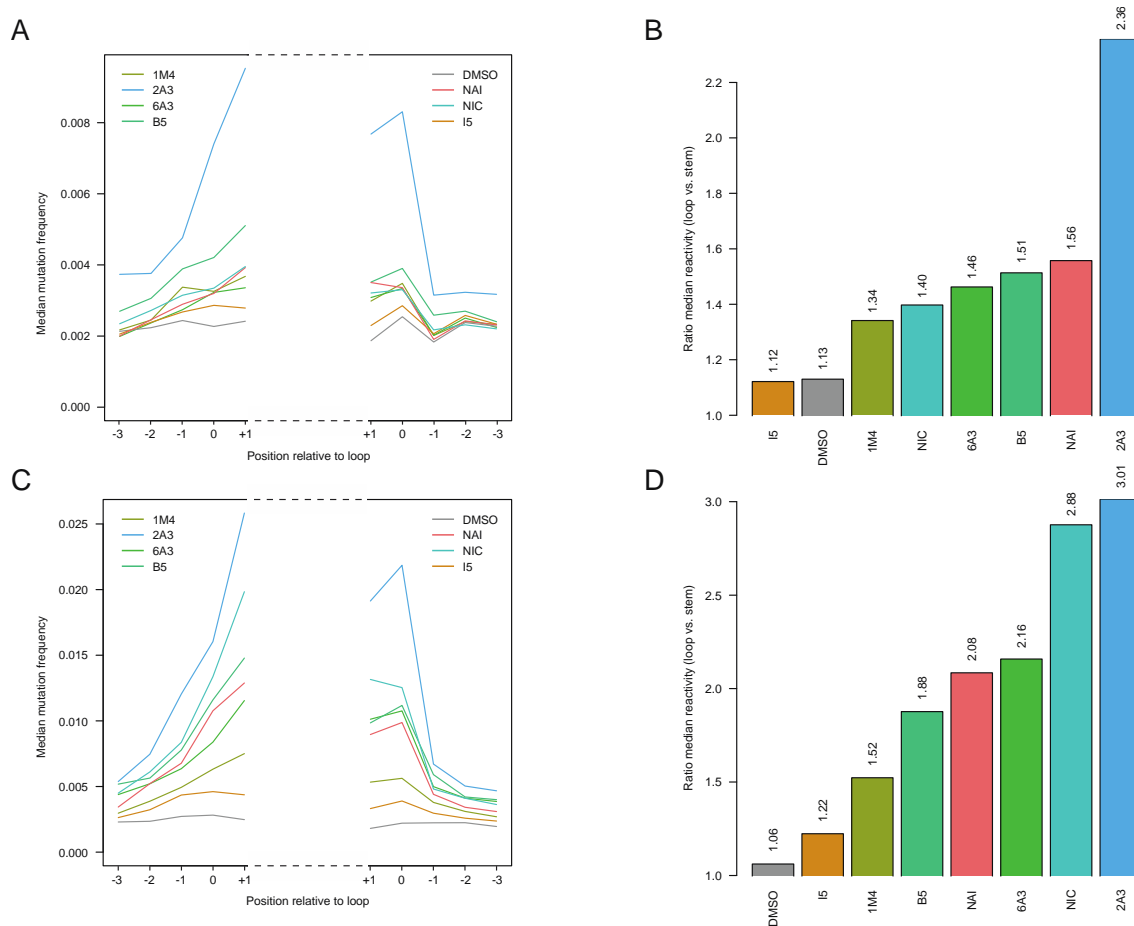 A
1M4
2A3
6A3
B5
DMSO
NAI
NIC
I5
Median mutation frequency
0.008
0.006
0.004
0.002
0.000
-3 -2 -1 0 +1 +1 0 -1 -2 -3
Position relative to loop
B
Ratio median reactivity (loop vs. stem)
2.2
2.0
1.8
1.6
1.4
1.2
1.0
1.12 1.13 1.34 1.40 1.46 1.51 1.56 2.36
I5 DMSO 1M4 NIC 6A3 B5 NAI 2A3
C
1M4
2A3
6A3
B5
DMSO
NAI
NIC
I5
Median mutation frequency
0.025
0.020
0.015
0.010
0.005
0.000
-3 -2 -1 0 +1 +1 0 -1 -2 -3
Position relative to loop
D
Ratio median reactivity (loop vs. stem)
3.0
2.5
2.0
1.5
1.0
1.06 1.22 1.52 1.88 2.08 2.16 2.88 3.01
DMSO I5 1M4 B5 NAI 6A3 NIC 2A3